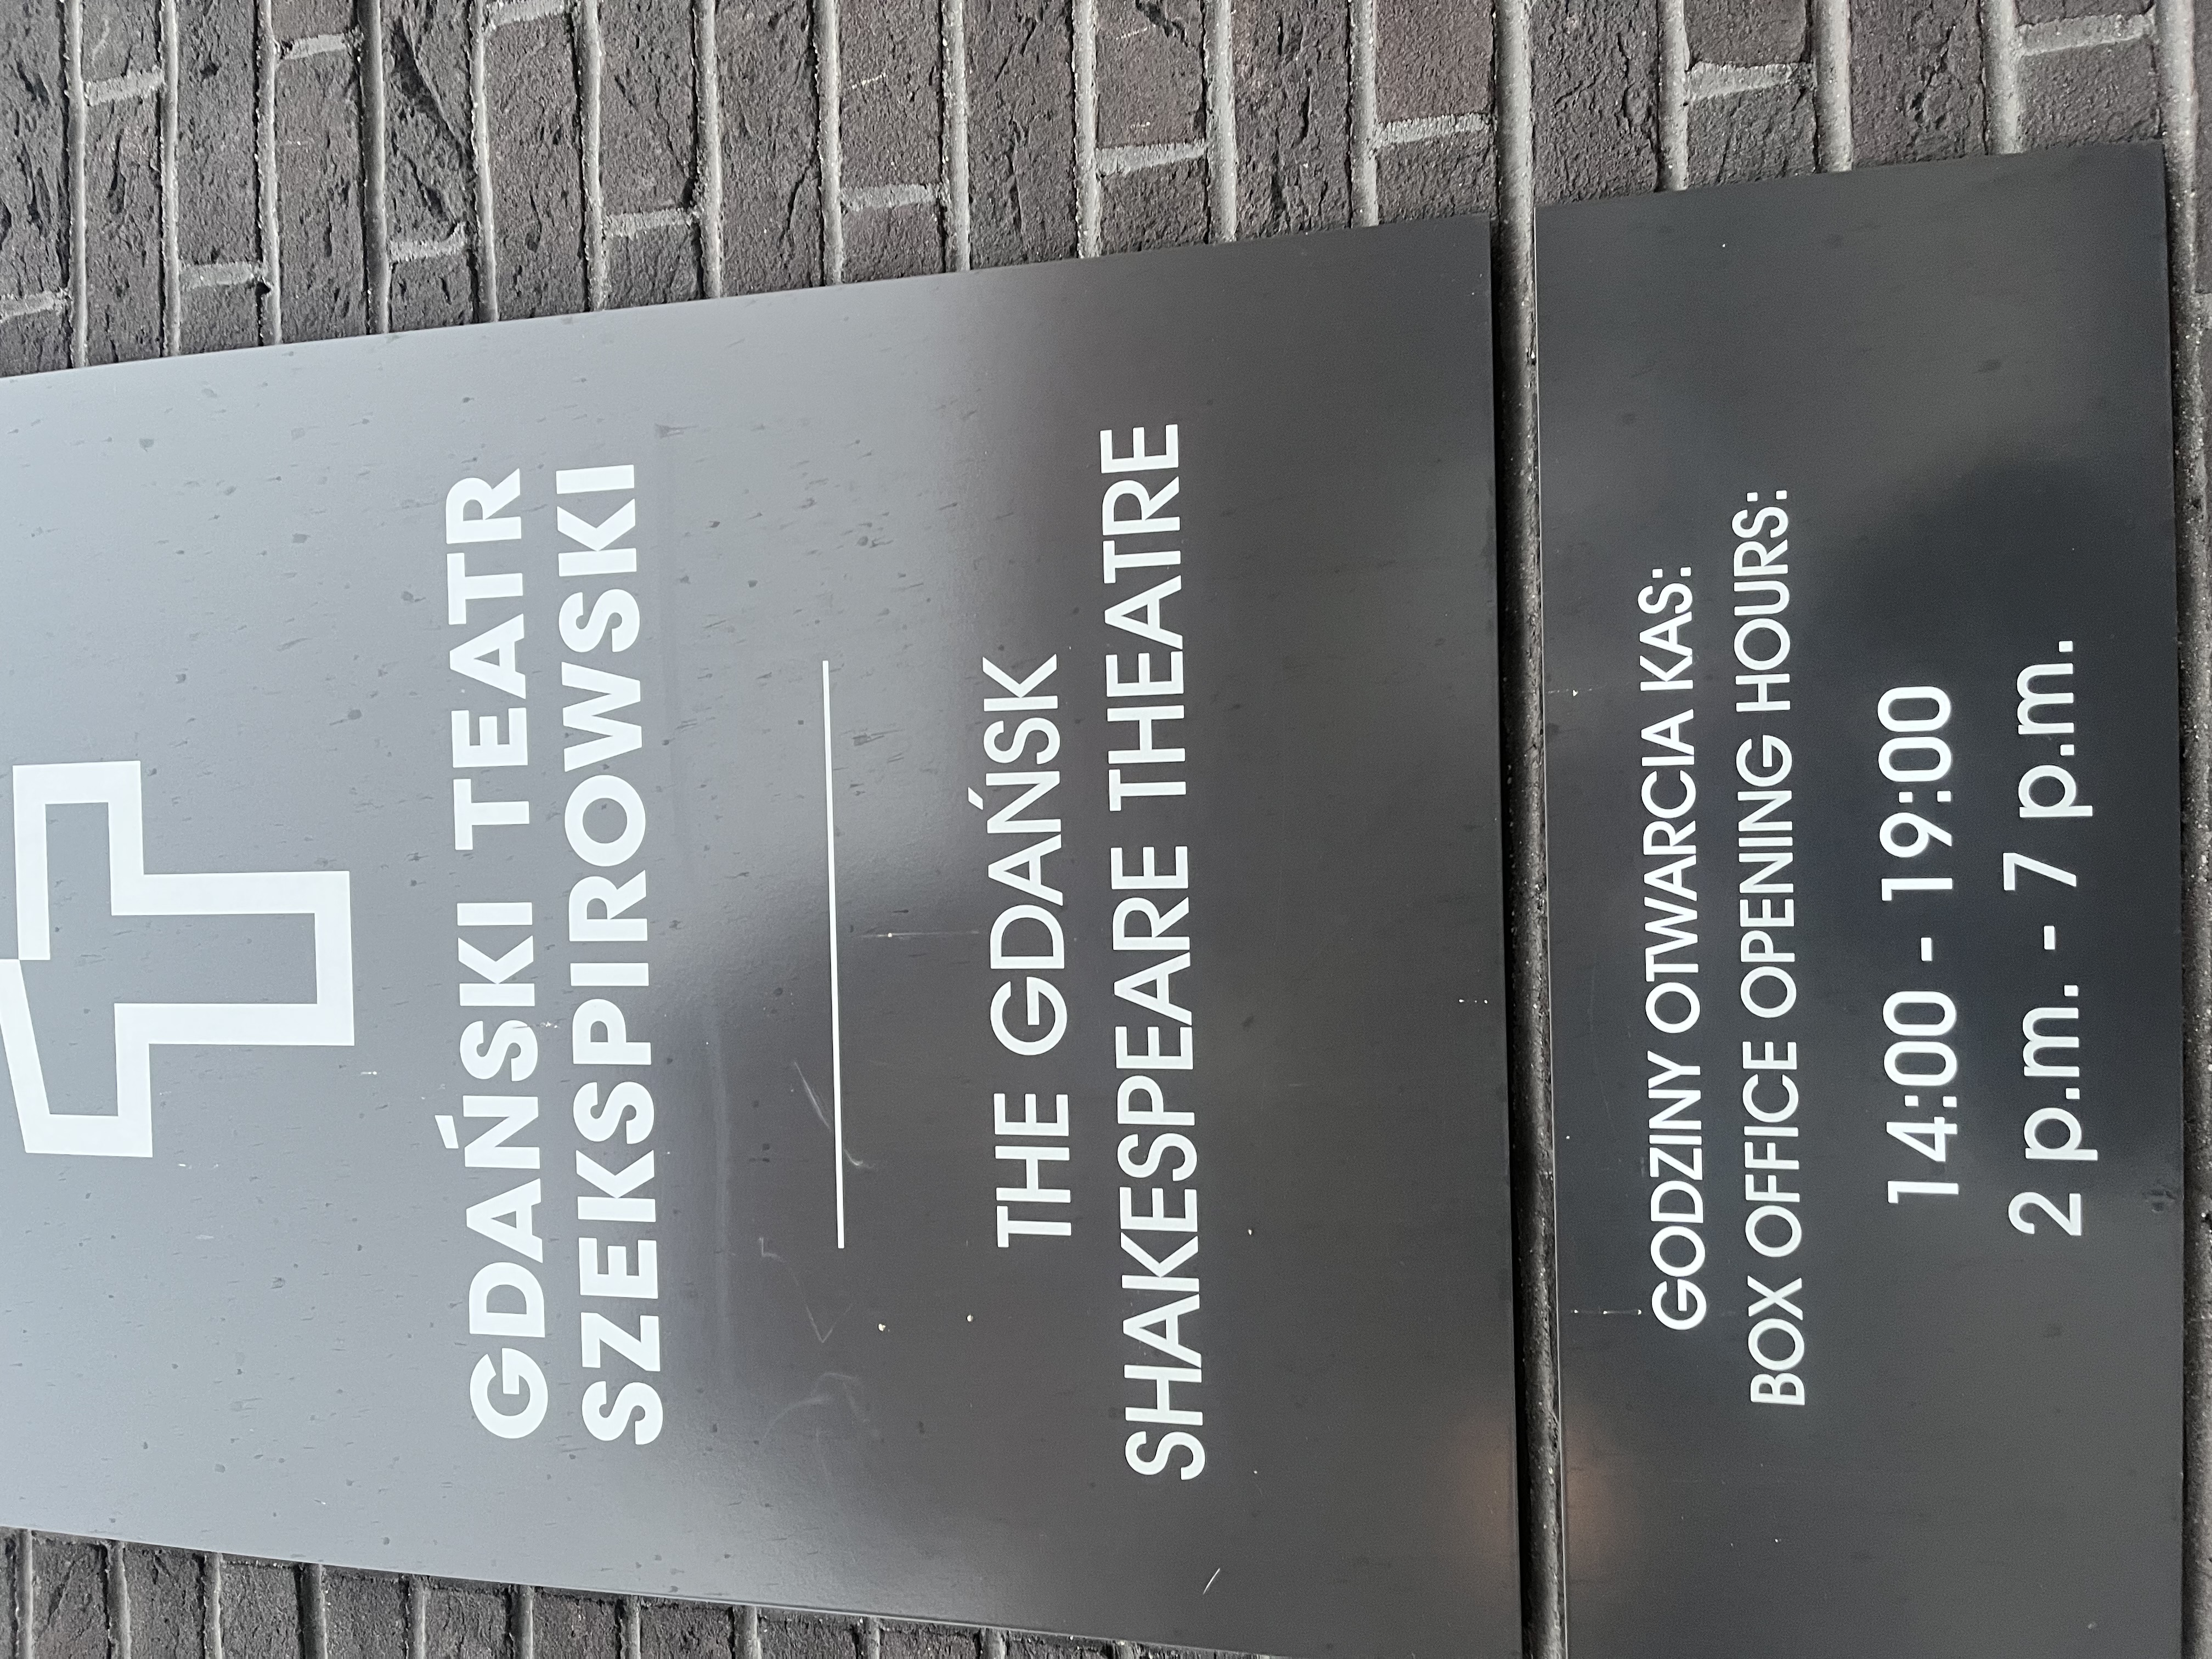 GDAŃSKI TEATR
SZEKSPIROWSKI
THE GDAŃSK
SHAKESPEARE THEATRE
GODZINY OTWARCIA KAS:
BOX OFFICE OPENING HOURS:
14:00 - 19:00
2 p.m. - 7 p.m.